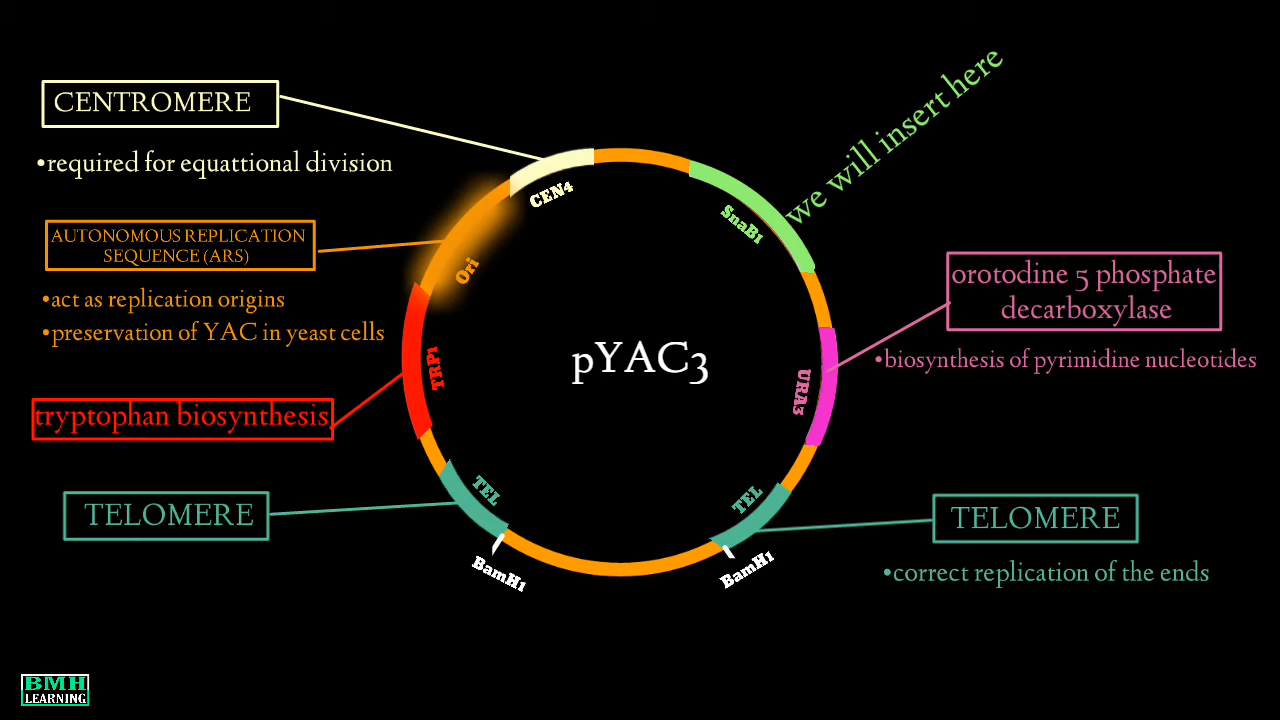 CENTROMERE
•required for equattional division
AUTONOMOUS REPLICATION
SEQUENCE (ARS)
•act as replication origins
•preservation of YAC in yeast cells
tryptophan biosynthesis
TELOMERE
CEN4
Ori
TRP1
TEL
BamH1
pYAC3
SnaB1
we will insert here
URA3
TEL
BamH1
orotodine 5 phosphate
decarboxylase
•biosynthesis of pyrimidine nucleotides
TELOMERE
•correct replication of the ends
BMH
LEARNING